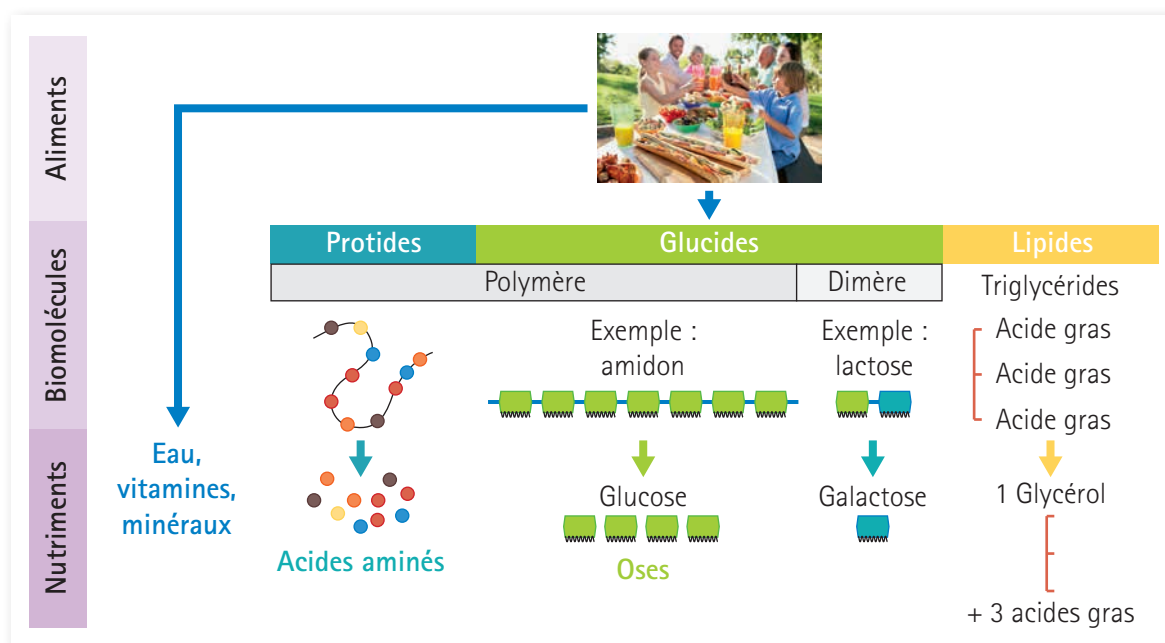 Aliments
Biomolécules
Nutriments
Eau,
vitamines,
minéraux
Protides
Glucides
Lipides
Polymère
Dimère
Triglycérides
Exemple :
amidon
Exemple :
lactose
Acide gras
Acide gras
Acide gras
Acides aminés
Glucose
Oses
Galactose
1 Glycérol
+ 3 acides gras